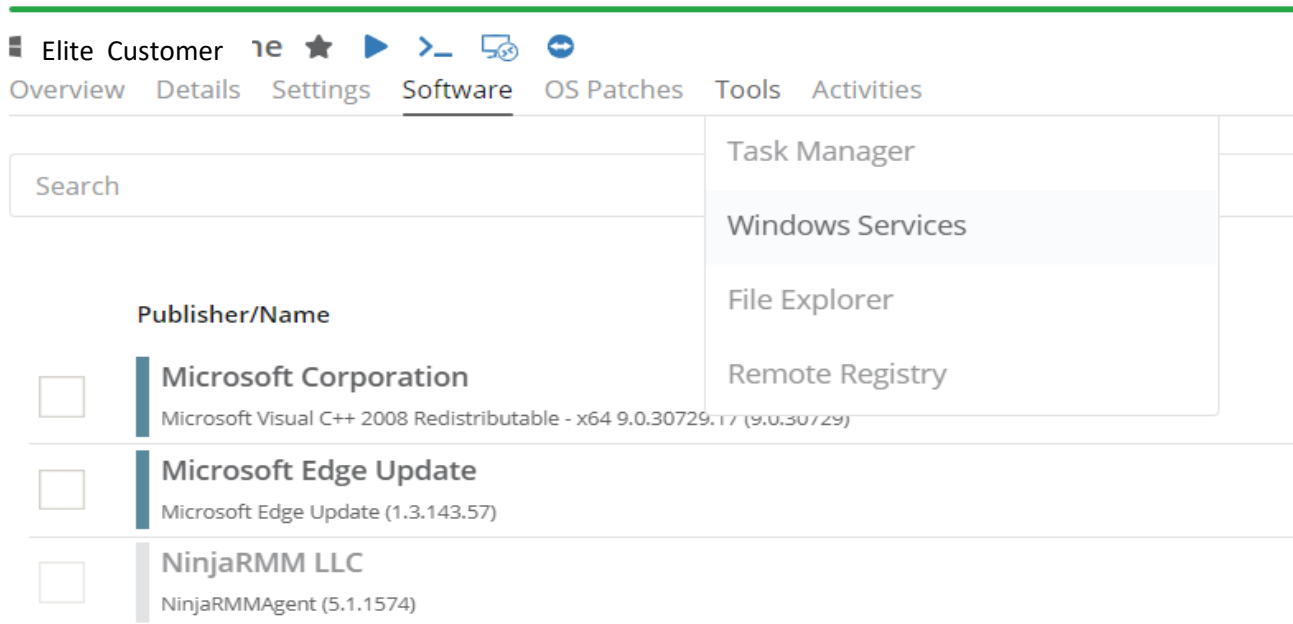 Elite Customer ne
Overview Details Settings Software OS Patches Tools Activities
Search
Task Manager
Windows Services
File Explorer
Remote Registry
Publisher/Name
Microsoft Corporation
Microsoft Visual C++ 2008 Redistributable - x64 9.0.30729.17 (9.0.30729)
Microsoft Edge Update
Microsoft Edge Update (1.3.143.57)
NinjaRMM LLC
NinjaRMMAgent (5.1.1574)